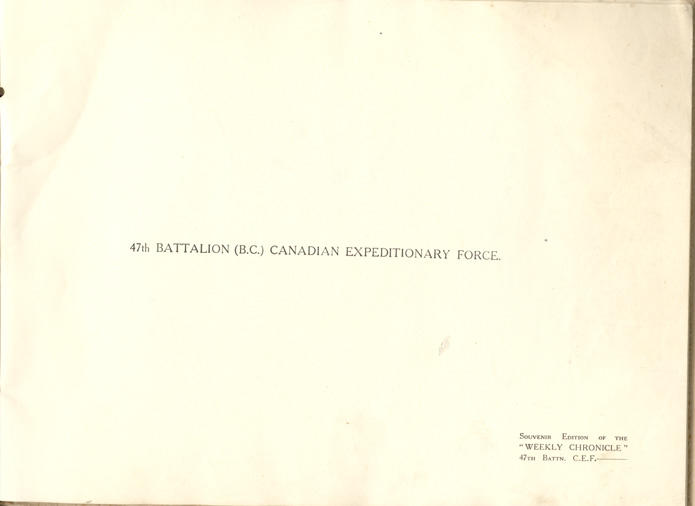 47th BATTALION (B.C.) CANADIAN EXPEDITIONARY FORCE.
SOUVENIR EDITION OF THE
"WEEKLY CHRONICLE"
47TH BATTN. C.E.F.